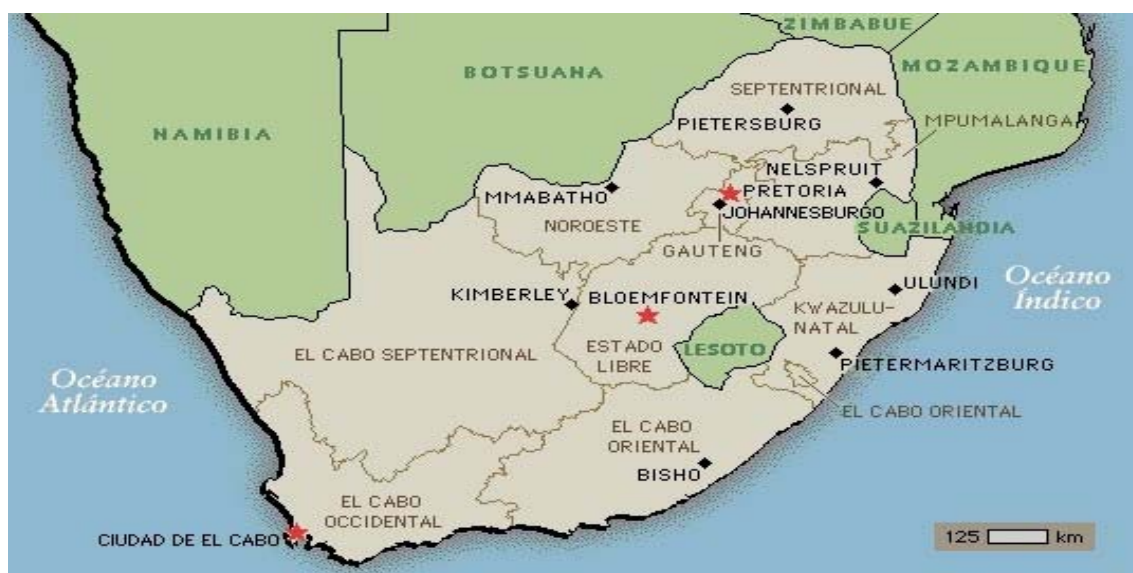 ZIMBABUE
BOTSUANA
MOZAMBIQUE
SEPTENTRIONAL
NAMIBIA
PIETERSBURG
MPUMALANGA
NELSPRUIT
MMABATHO
PRETORIA
JOHANNESBURGO
NOROESTE
SUAZILANDIA
GAUTENG
Océano
Índico
ULUNDI
KIMBERLEY
BLOEMFONTEIN
KWAZULU-
NATAL
EL CABO SEPTENTRIONAL
ESTADO
LIBRE
LESOTO
PIETERMARITZBURG
Océano
Atlántico
EL CABO ORIENTAL
EL CABO
ORIENTAL
BISHO
EL CABO
OCCIDENTAL
CIUDAD DE EL CABO
125 km